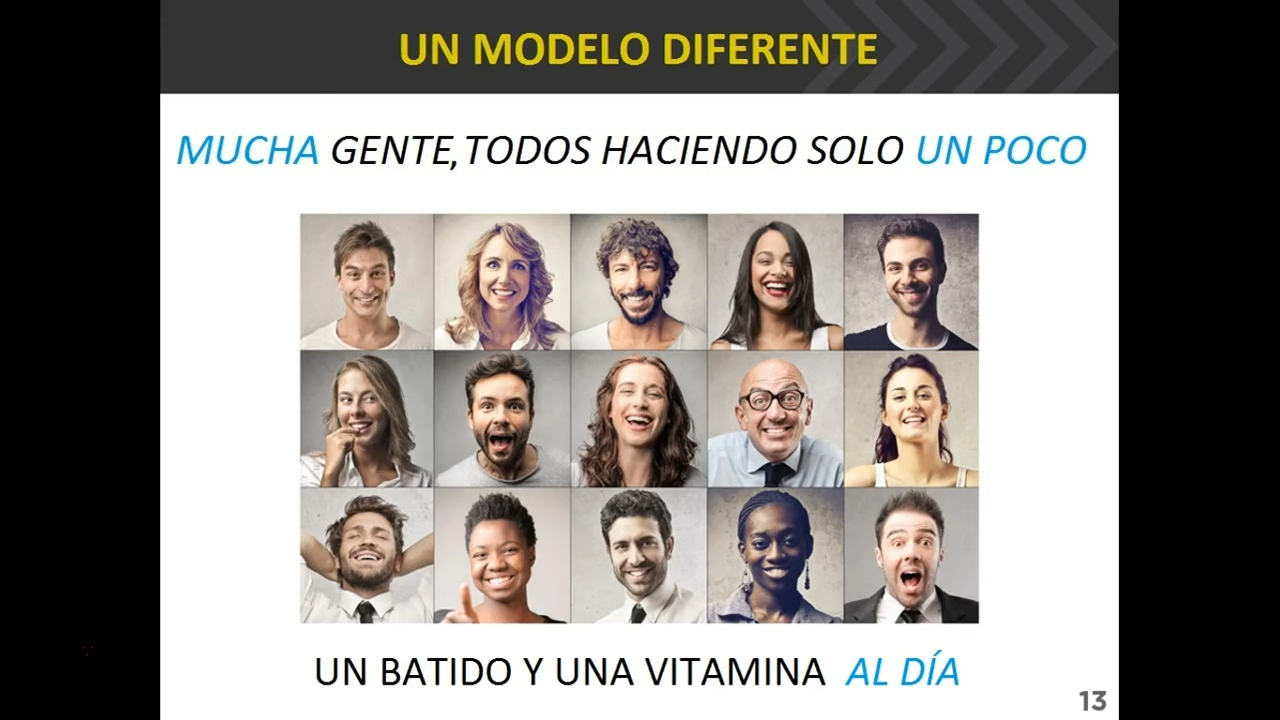 UN MODELO DIFERENTE
MUCHA GENTE,TODOS HACIENDO SOLO UN POCO
UN BATIDO Y UNA VITAMINA AL DÍA
13